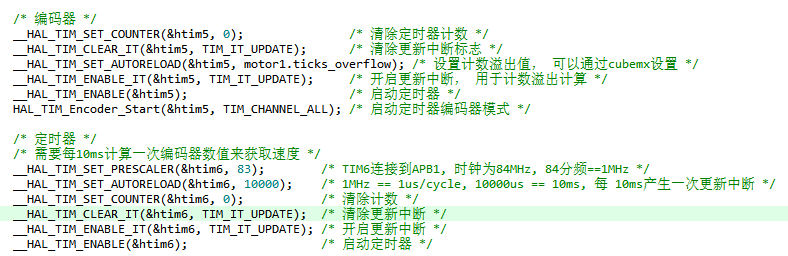 /* 编码器 */
__HAL_TIM_SET_COUNTER(&htim5, 0); /* 清除定时器计数 */
__HAL_TIM_CLEAR_IT(&htim5, TIM_IT_UPDATE); /* 清除更新中断标志 */
__HAL_TIM_SET_AUTORELOAD(&htim5, motor1.ticks_overflow); /* 设置计数溢出值， 可以通过cubemx设置 */
__HAL_TIM_ENABLE_IT(&htim5, TIM_IT_UPDATE); /* 开启更新中断， 用于计数溢出计算 */
__HAL_TIM_ENABLE(&htim5); /* 启动定时器 */
HAL_TIM_Encoder_Start(&htim5, TIM_CHANNEL_ALL); /* 启动定时器编码器模式 */
/* 定时器 */
/* 需要每10ms计算一次编码器数值来获取速度 */
__HAL_TIM_SET_PRESCALER(&htim6, 83); /* TIM6连接到APB1, 时钟为84MHz, 84分频==1MHz */
__HAL_TIM_SET_AUTORELOAD(&htim6, 10000); /* 1MHz == 1us/cycle, 10000us == 10ms, 每 10ms产生一次更新中断 */
__HAL_TIM_SET_COUNTER(&htim6, 0); /* 清除计数 */
__HAL_TIM_CLEAR_IT(&htim6, TIM_IT_UPDATE); /* 清除更新中断 */
__HAL_TIM_ENABLE_IT(&htim6, TIM_IT_UPDATE); /* 开启更新中断 */
__HAL_TIM_ENABLE(&htim6); /* 启动定时器 */